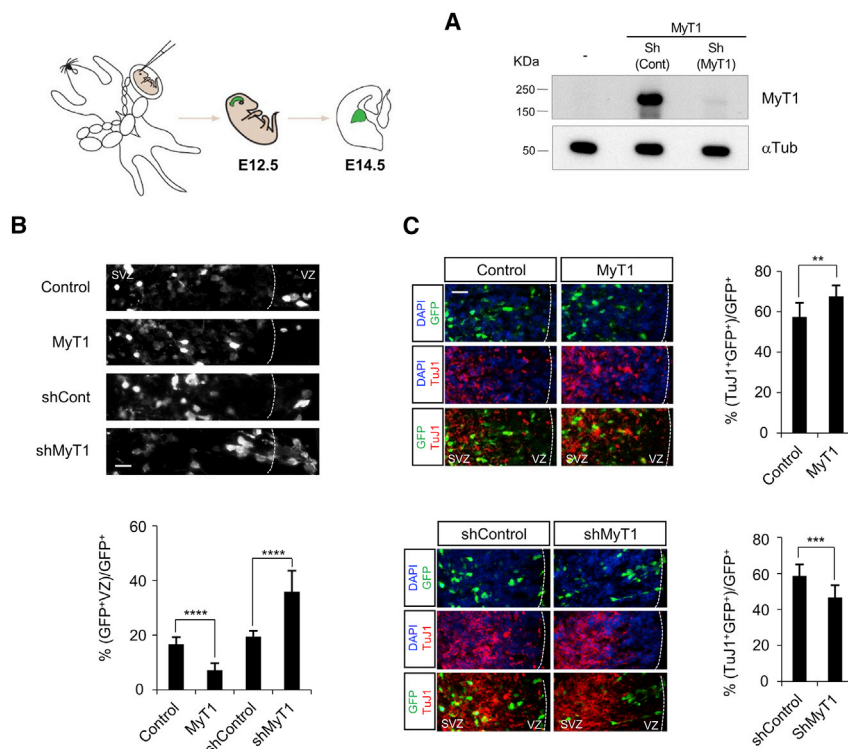 E12.5
E14.5
A
MyT1
KDa
-
Sh
(Cont)
Sh
(MyT1)
250
150
MyT1
50
αTub
B
SVZ
VZ
Control
MyT1
shCont
shMyT1
% (GFP⁺VZ)/GFP⁺
60
40
20
0
****
****
Control
MyT1
shControl
shMyT1
C
Control
MyT1
DAPI
GFP
DAPI
TuJ1
GFP
TuJ1
SVZ
VZ
SVZ
VZ
% (TuJ1⁺GFP⁺)/GFP⁺
80
60
40
20
0
**
Control
MyT1
shControl
shMyT1
DAPI
GFP
DAPI
TuJ1
GFP
TuJ1
SVZ
VZ
SVZ
VZ
% (TuJ1⁺GFP⁺)/GFP⁺
80
60
40
20
0
***
shControl
ShMyT1